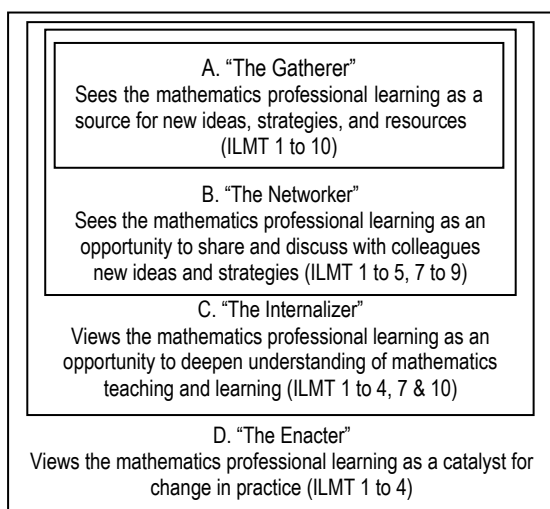 A. “The Gatherer”
Sees the mathematics professional learning as a
source for new ideas, strategies, and resources
(ILMT 1 to 10)
B. “The Networker”
Sees the mathematics professional learning as an
opportunity to share and discuss with colleagues
new ideas and strategies (ILMT 1 to 5, 7 to 9)
C. “The Internalizer”
Views the mathematics professional learning as an
opportunity to deepen understanding of mathematics
teaching and learning (ILMT 1 to 4, 7 & 10)
D. “The Enacter”
Views the mathematics professional learning as a catalyst for
change in practice (ILMT 1 to 4)